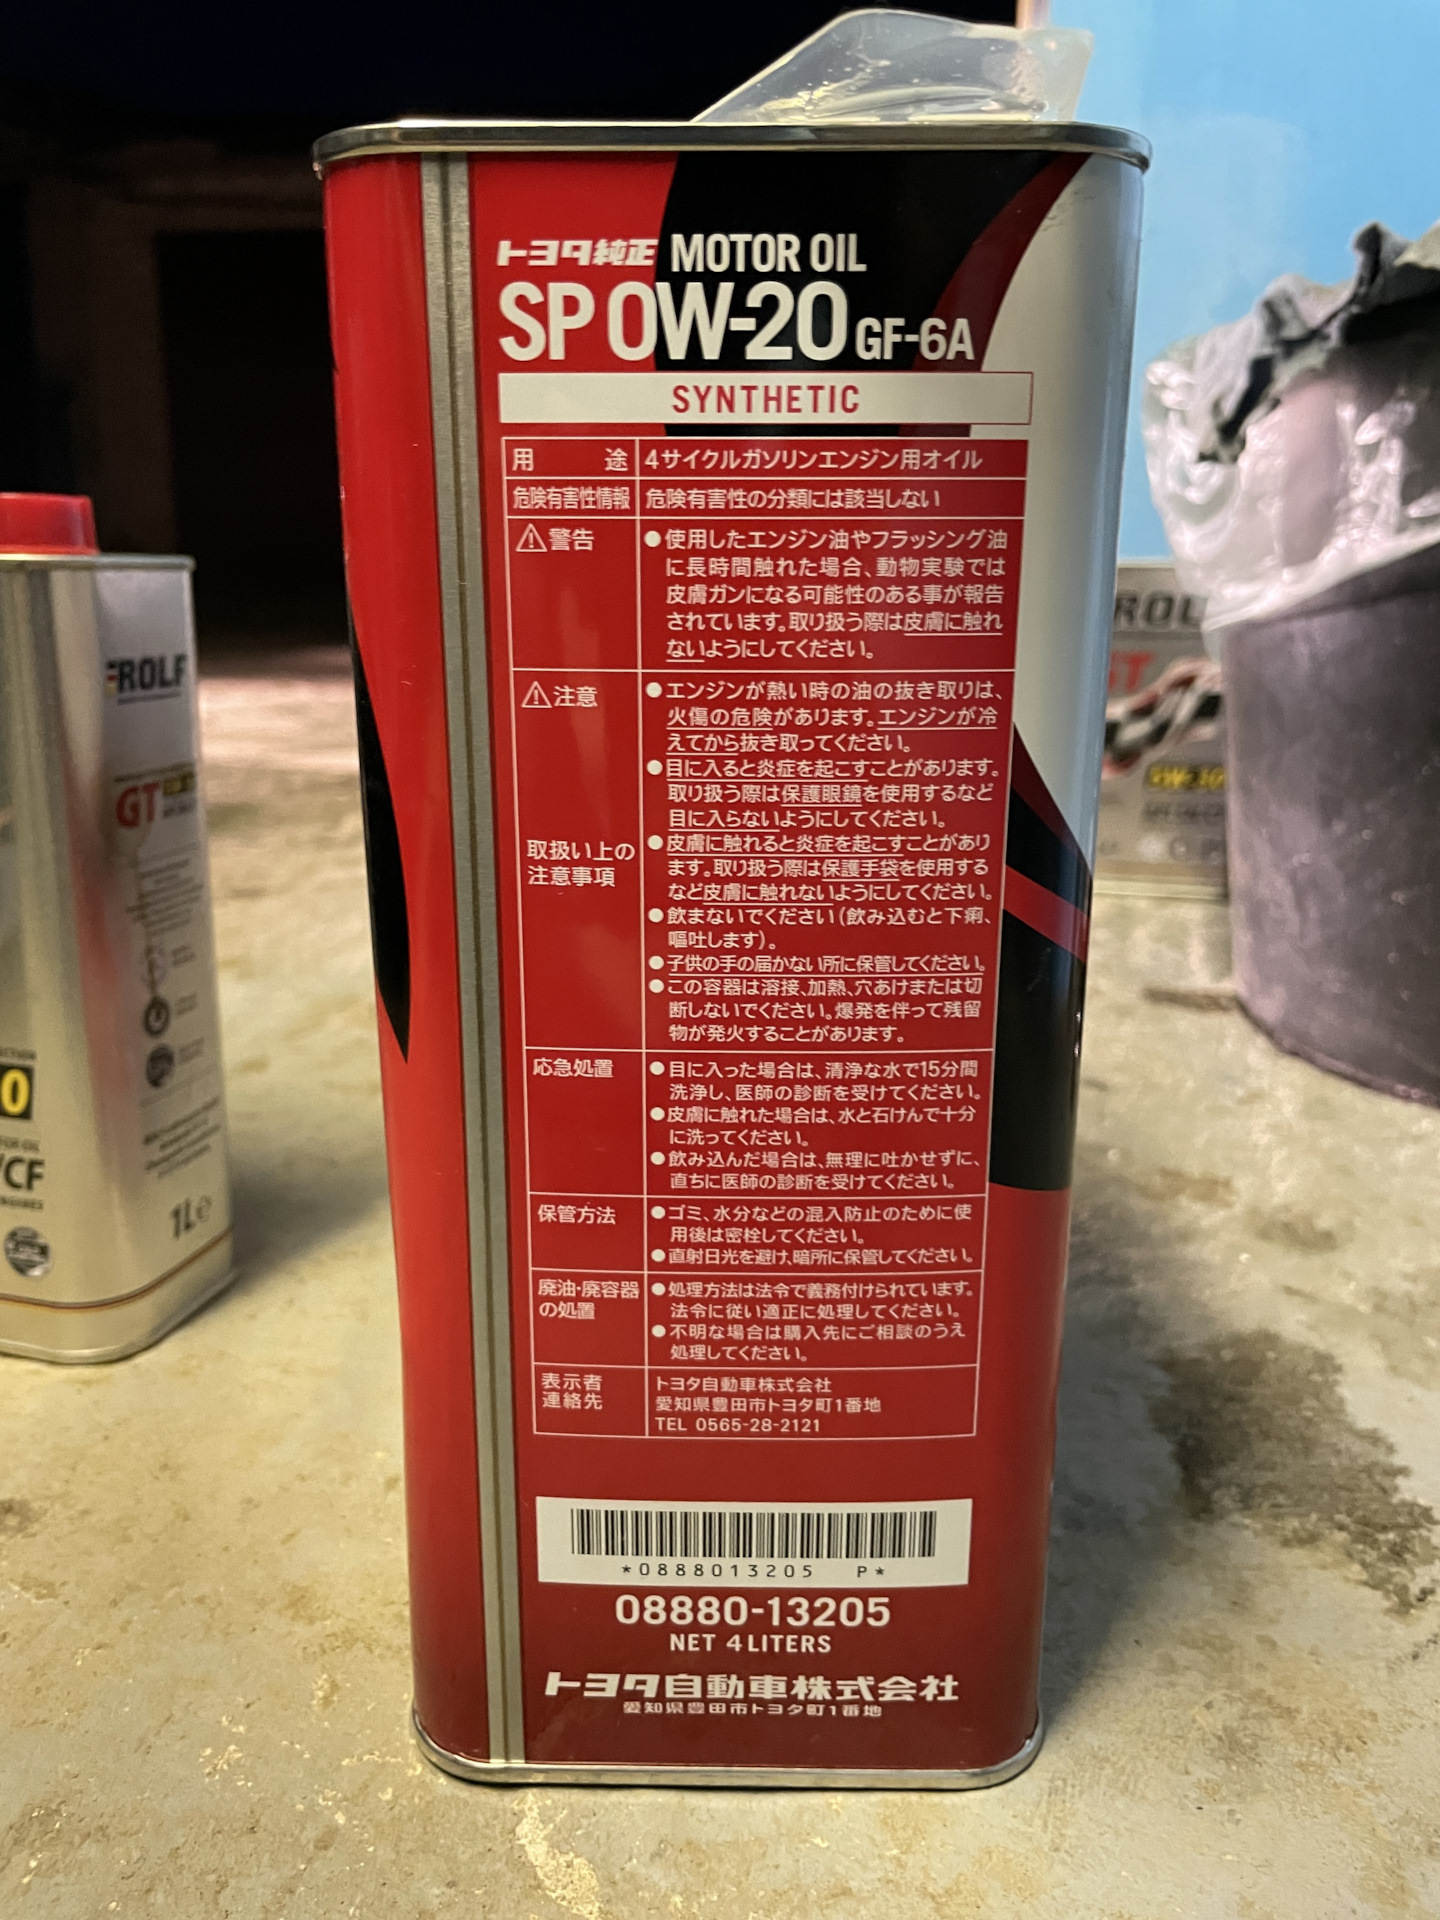 トヨタ純正 MOTOR OIL
SP 0W-20 GF-6A
SYNTHETIC
用途 4サイクルガソリンエンジン用オイル
危険有害性情報 危険有害性の分類には該当しない
⚠警告
●使用したエンジン油やフラッシング油
に長時間触れた場合、動物実験では
皮膚ガンになる可能性のある事が報告
されています。取り扱う際は皮膚に触れ
ないようにしてください。
⚠注意
取扱い上の
注意事項
●エンジンが熱い時の油の抜き取りは、
火傷の危険があります。エンジンが冷
えてから抜き取ってください。
●目に入ると炎症を起こすことがあります。
取り扱う際は保護眼鏡を使用するなど
目に入らないようにしてください。
●皮膚に触れると炎症を起こすことがあり
ます。取り扱う際は保護手袋を使用する
など皮膚に触れないようにしてください。
●飲まないでください(飲み込むと下痢、
嘔吐します)。
●子供の手の届かない所に保管してください。
●この容器は溶接、加熱、穴あけまたは切
断しないでください。爆発を伴って残留
物が発火することがあります。
応急処置
●目に入った場合は、清浄な水で15分間
洗浄し、医師の診断を受けてください。
●皮膚に触れた場合は、水と石けんで十分
に洗ってください。
●飲み込んだ場合は、無理に吐かせずに、
直ちに医師の診断を受けてください。
保管方法
●ゴミ、水分などの混入防止のために使
用後は密栓してください。
●直射日光を避け、暗所に保管してください。
廃油・廃容器
の処置
●処理方法は法令で義務付けられています。
法令に従い適正に処理してください。
●不明な場合は購入先にご相談のうえ
処理してください。
表示者
連絡先
トヨタ自動車株式会社
愛知県豊田市トヨタ町1番地
TEL 0565-28-2121
*0888013205 P*
08880-13205
NET 4 LITERS
トヨタ自動車株式会社
愛知県豊田市トヨタ町1番地
ROLF
GT
0
/CF
1L℮
ROL